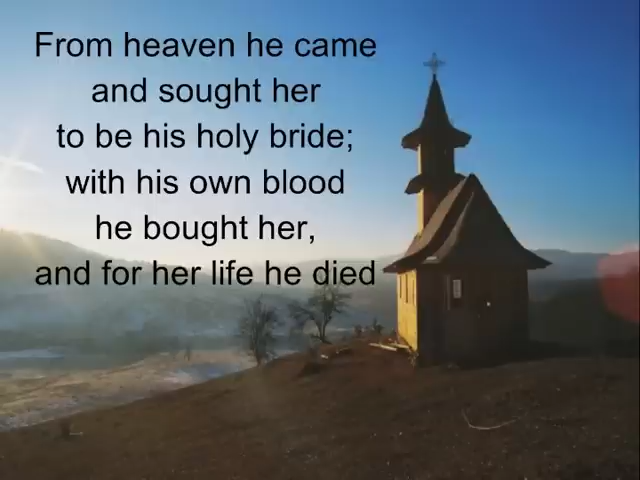 From heaven he came
and sought her
to be his holy bride;
with his own blood
he bought her,
and for her life he died